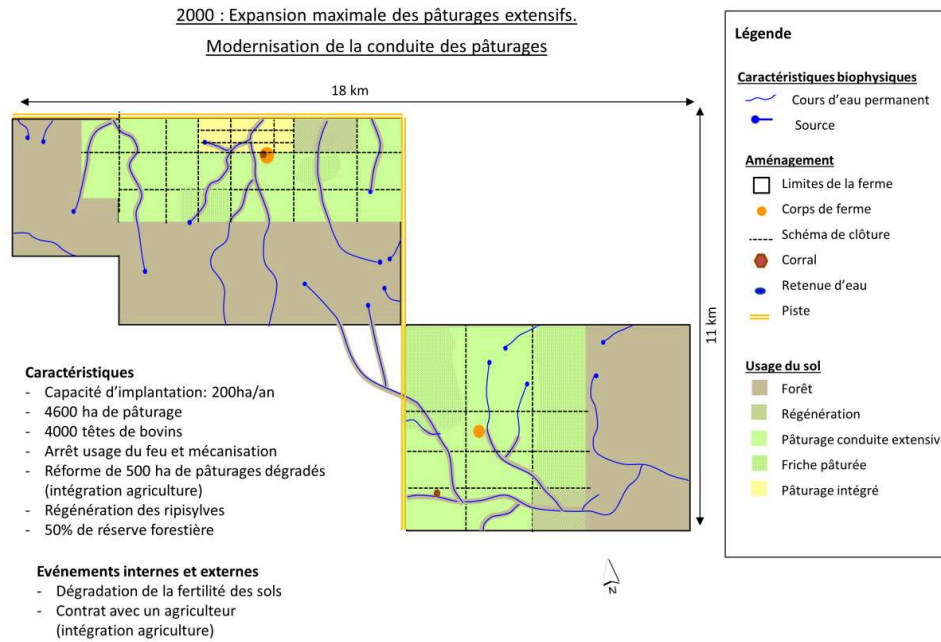 2000 : Expansion maximale des pâturages extensifs.
Modernisation de la conduite des pâturages
18 km
11 km
Caractéristiques
- Capacité d'implantation: 200ha/an
- 4600 ha de pâturage
- 4000 têtes de bovins
- Arrêt usage du feu et mécanisation
- Réforme de 500 ha de pâturages dégradés
(intégration agriculture)
- Régénération des ripisylves
- 50% de réserve forestière
Evénements internes et externes
- Dégradation de la fertilité des sols
- Contrat avec un agriculteur
(intégration agriculture)
N
Légende
Caractéristiques biophysiques
Cours d'eau permanent
Source
Aménagement
Limites de la ferme
Corps de ferme
Schéma de clôture
Corral
Retenue d'eau
Piste
Usage du sol
Forêt
Régénération
Pâturage conduite extensive
Friche pâturée
Pâturage intégré